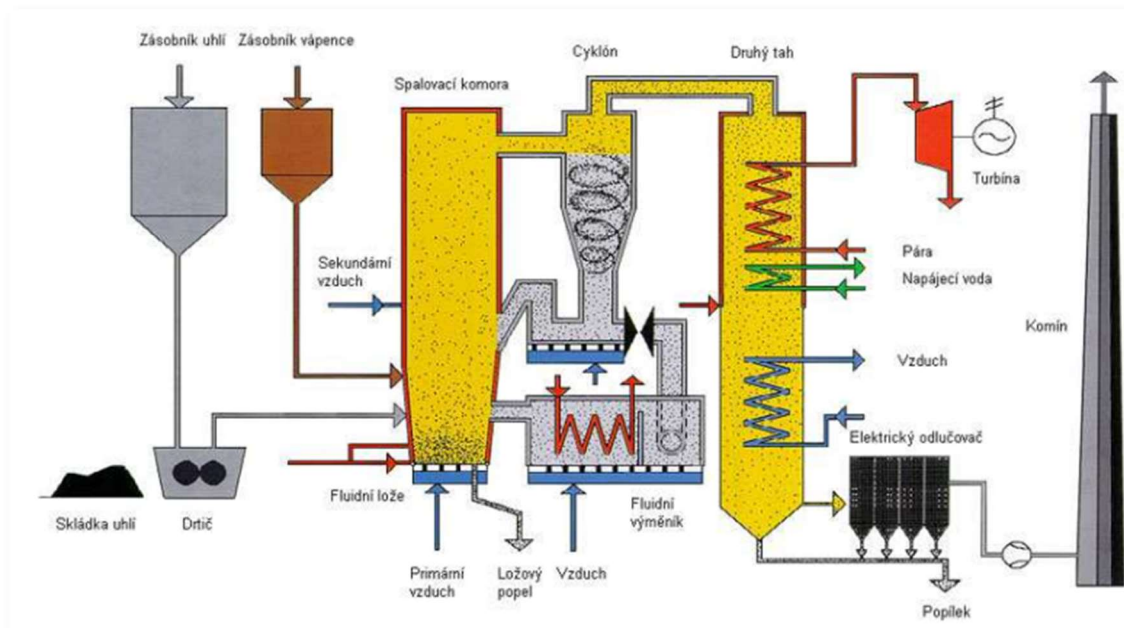 Zásobník uhlí
Zásobník vápence
Spalovací komora
Cyklón
Druhý tah
Turbína
Sekundární
vzduch
Pára
Napájecí voda
Komín
Vzduch
Elektrický odlučovač
Skládka uhlí
Drtič
Fluidní lože
Fluidní
výměník
Primární
vzduch
Ložový
popel
Vzduch
Popílek